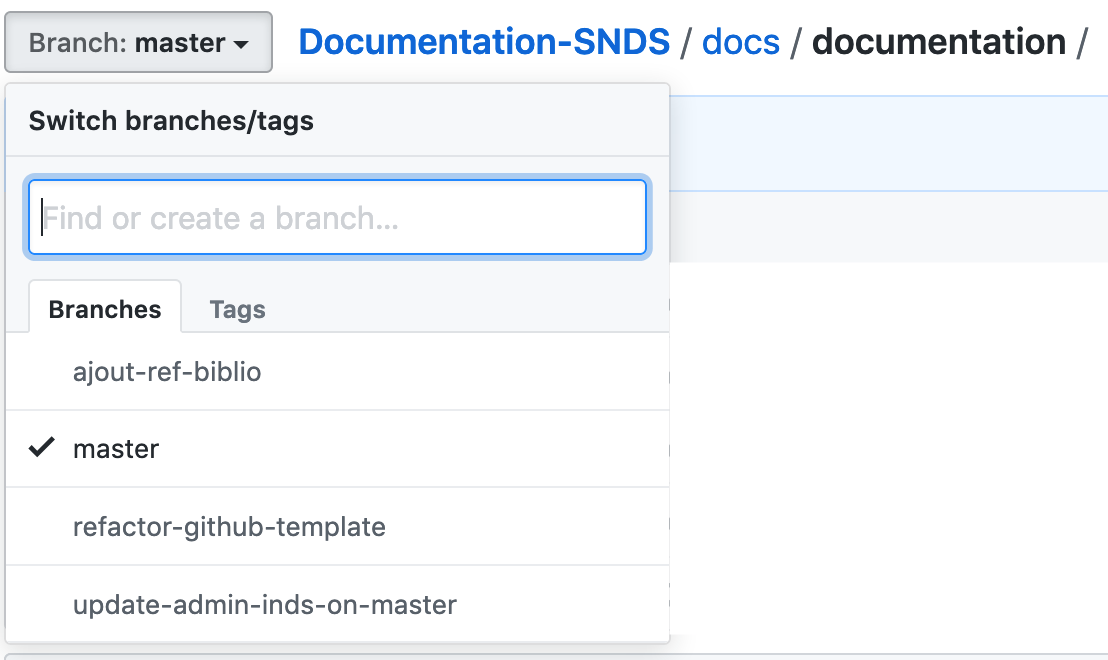 Branch: master Documentation-SNDS / docs / documentation /
Switch branches/tags
Find or create a branch...
Branches Tags
ajout-ref-biblio
master
refactor-github-template
update-admin-inds-on-master